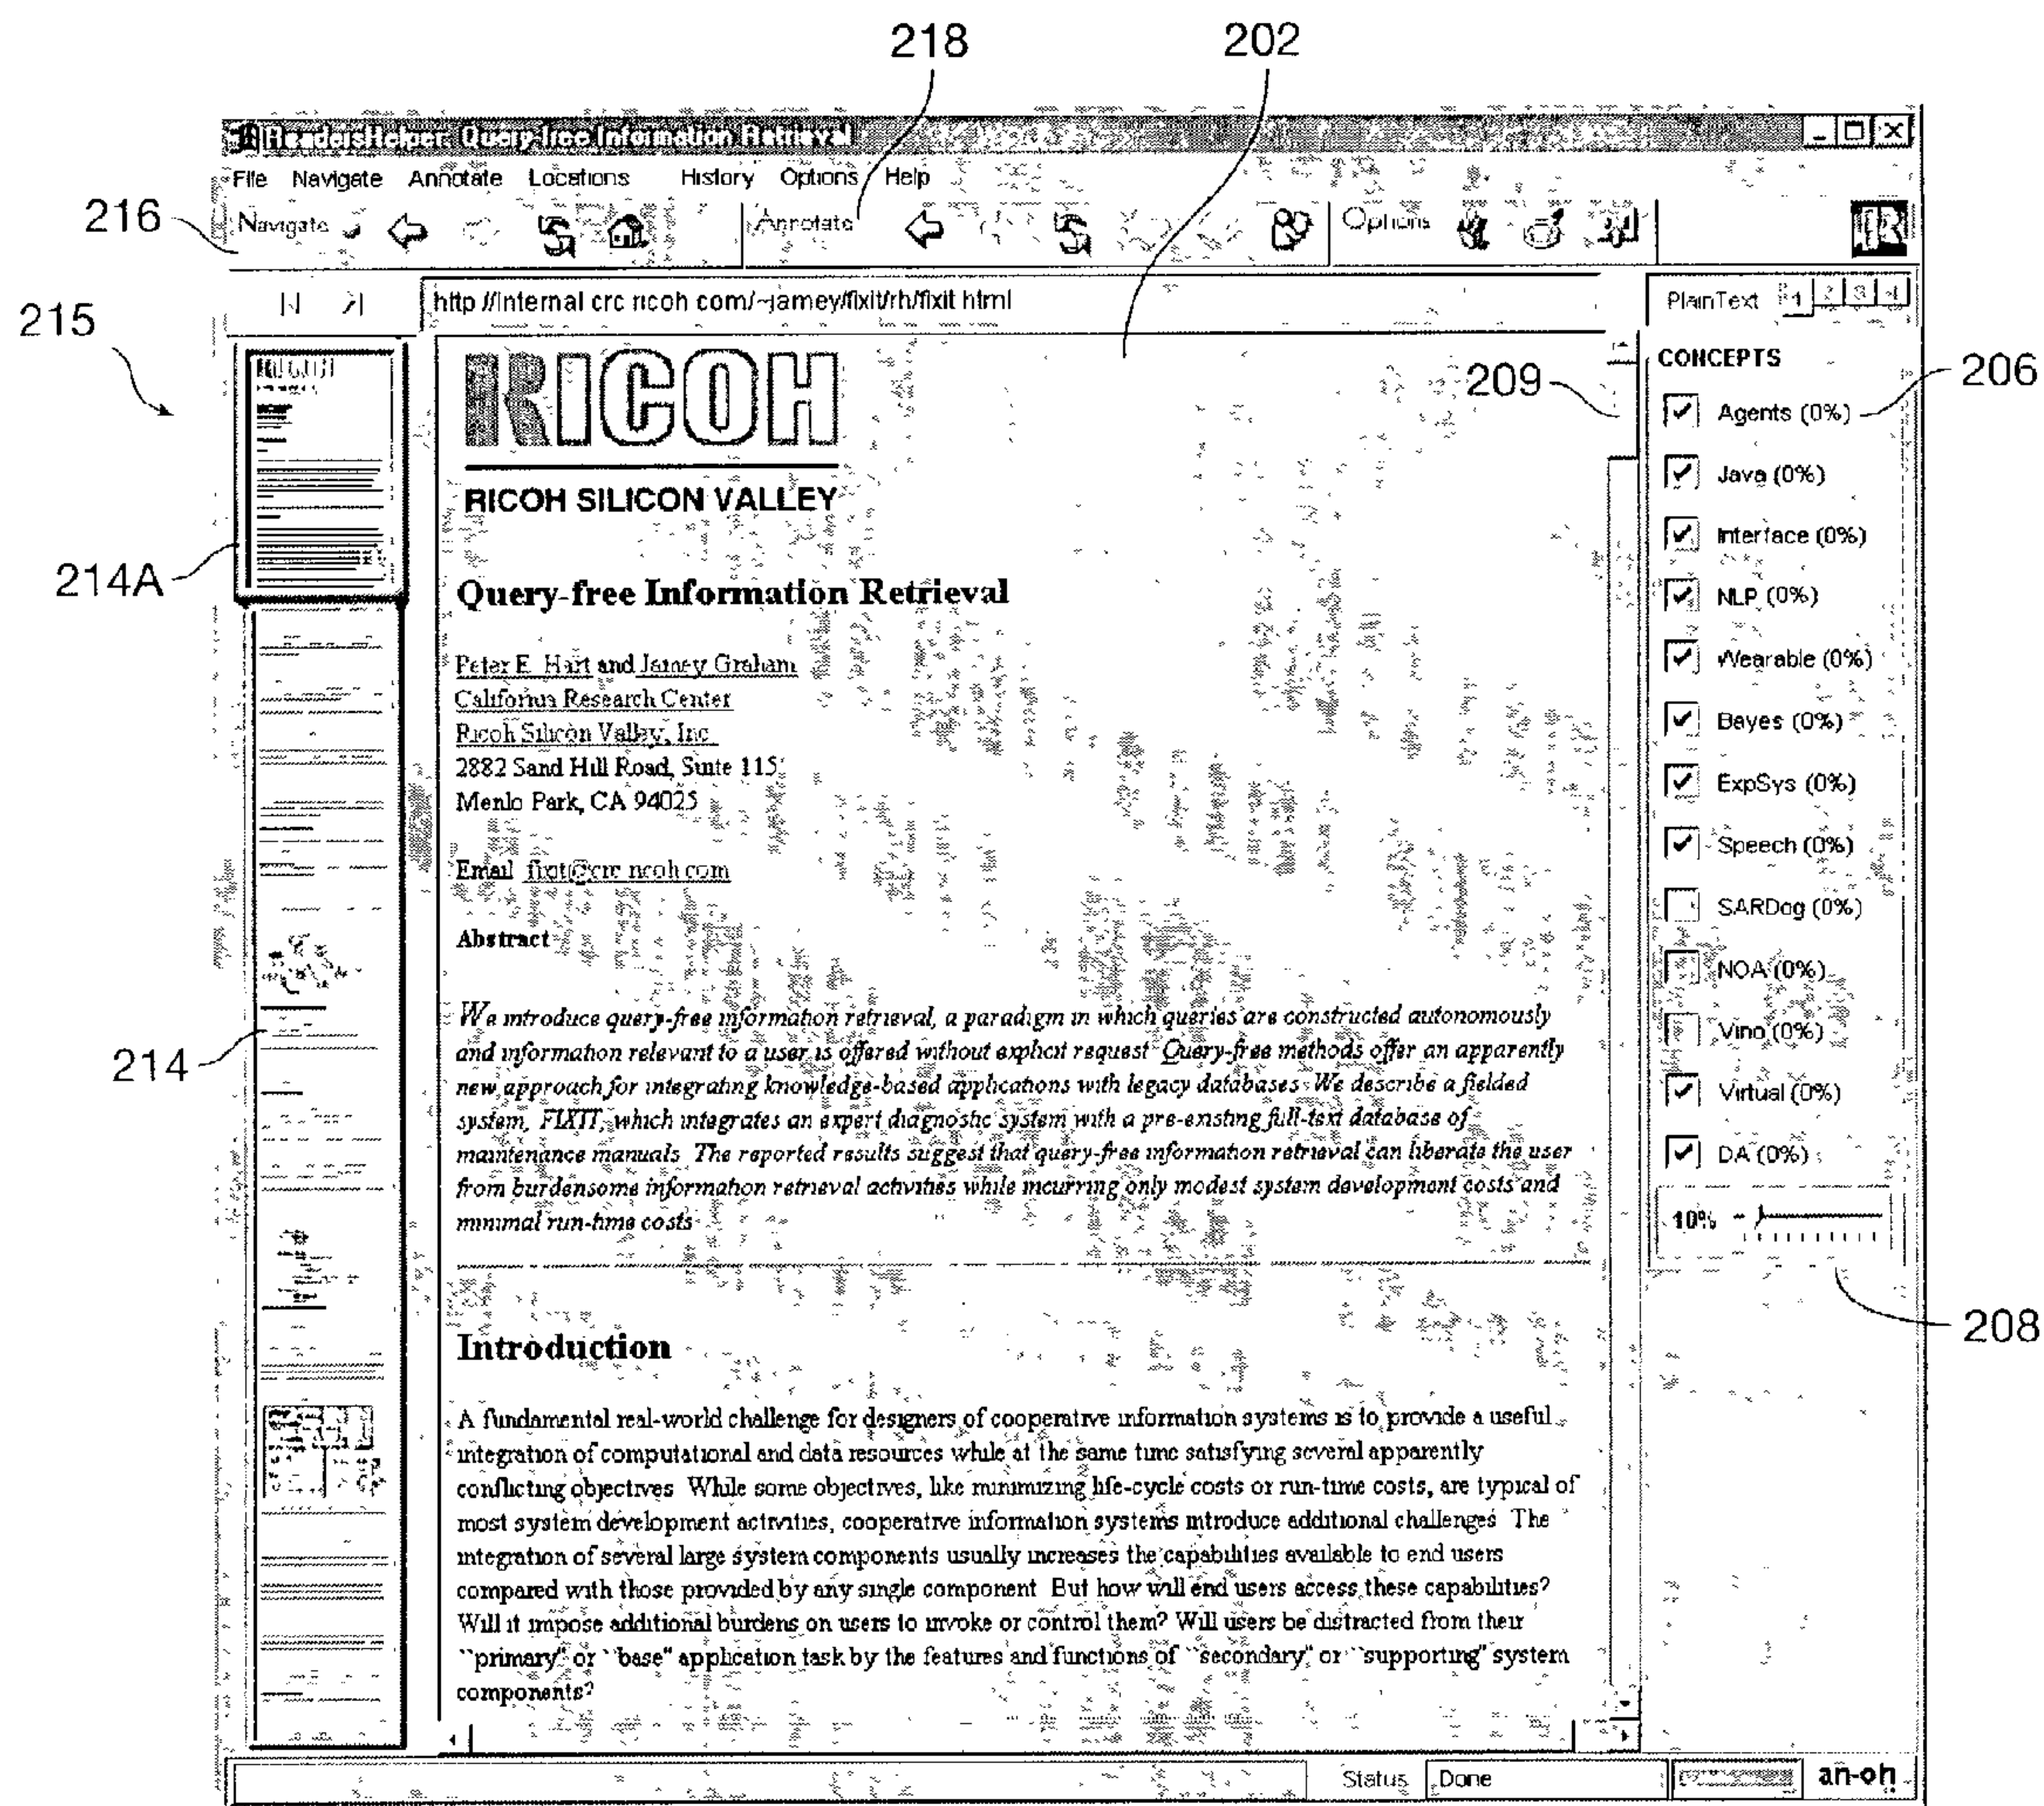 218 202
ReadersHelper: Query-free Information Retrieval
File Navigate Annotate Locations History Options Help
216
Navigate Annotate Options
215
http //internal crc ricoh com/~jamey/fixit/rh/fixit html
PlainText 1 2 3 4
RICOH
RICOH SILICON VALLEY
209
CONCEPTS
206
Agents (0%)
Java (0%)
Interface (0%)
NLP (0%)
Wearable (0%)
Bayes (0%)
ExpSys (0%)
Speech (0%)
SARDog (0%)
NOA (0%)
Vino (0%)
Virtual (0%)
DA (0%)
10%
208
214A
214
Query-free Information Retrieval
Peter E. Hart and Jamey Graham
California Research Center
Ricoh Silicon Valley, Inc
2882 Sand Hill Road, Suite 115
Menlo Park, CA 94025
Email fixit@crc ricoh com
Abstract
We introduce query-free information retrieval, a paradigm in which queries are constructed autonomously
and information relevant to a user is offered without explicit request Query-free methods offer an apparently
new approach for integrating knowledge-based applications with legacy databases We describe a fielded
system, FIXIT, which integrates an expert diagnostic system with a pre-existing full-text database of
maintenance manuals The reported results suggest that query-free information retrieval can liberate the user
from burdensome information retrieval activities while incurring only modest system development costs and
minimal run-time costs
Introduction
A fundamental real-world challenge for designers of cooperative information systems is to provide a useful
integration of computational and data resources while at the same time satisfying several apparently
conflicting objectives While some objectives, like minimizing life-cycle costs or run-time costs, are typical of
most system development activities, cooperative information systems introduce additional challenges The
integration of several large system components usually increases the capabilities available to end users
compared with those provided by any single component But how will end users access these capabilities?
Will it impose additional burdens on users to invoke or control them? Will users be distracted from their
``primary" or ``base" application task by the features and functions of ``secondary" or ``supporting" system
components?
Status Done
an-oh